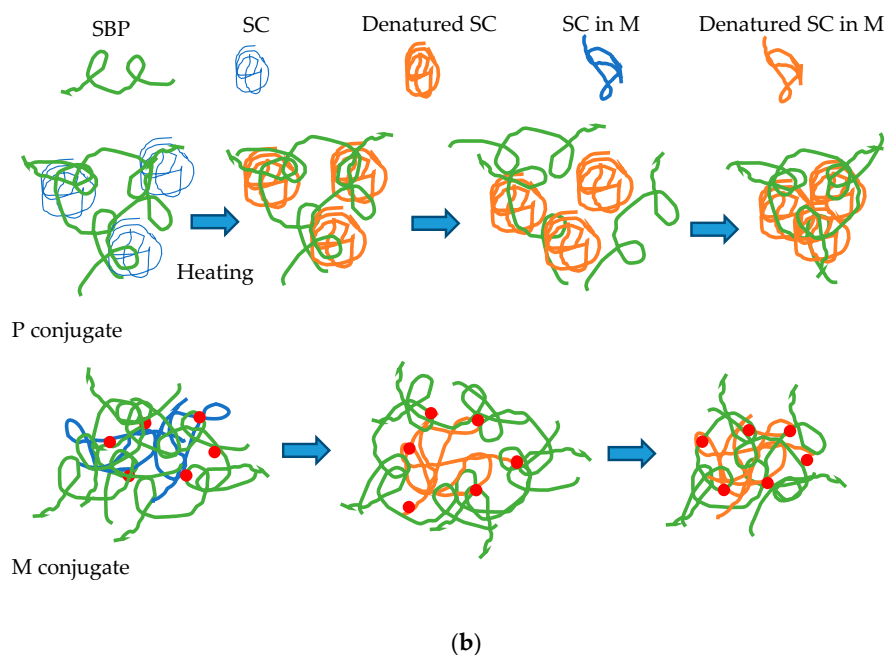 SBP SC Denatured SC SC in M Denatured SC in M
Heating
P conjugate
M conjugate
(b)